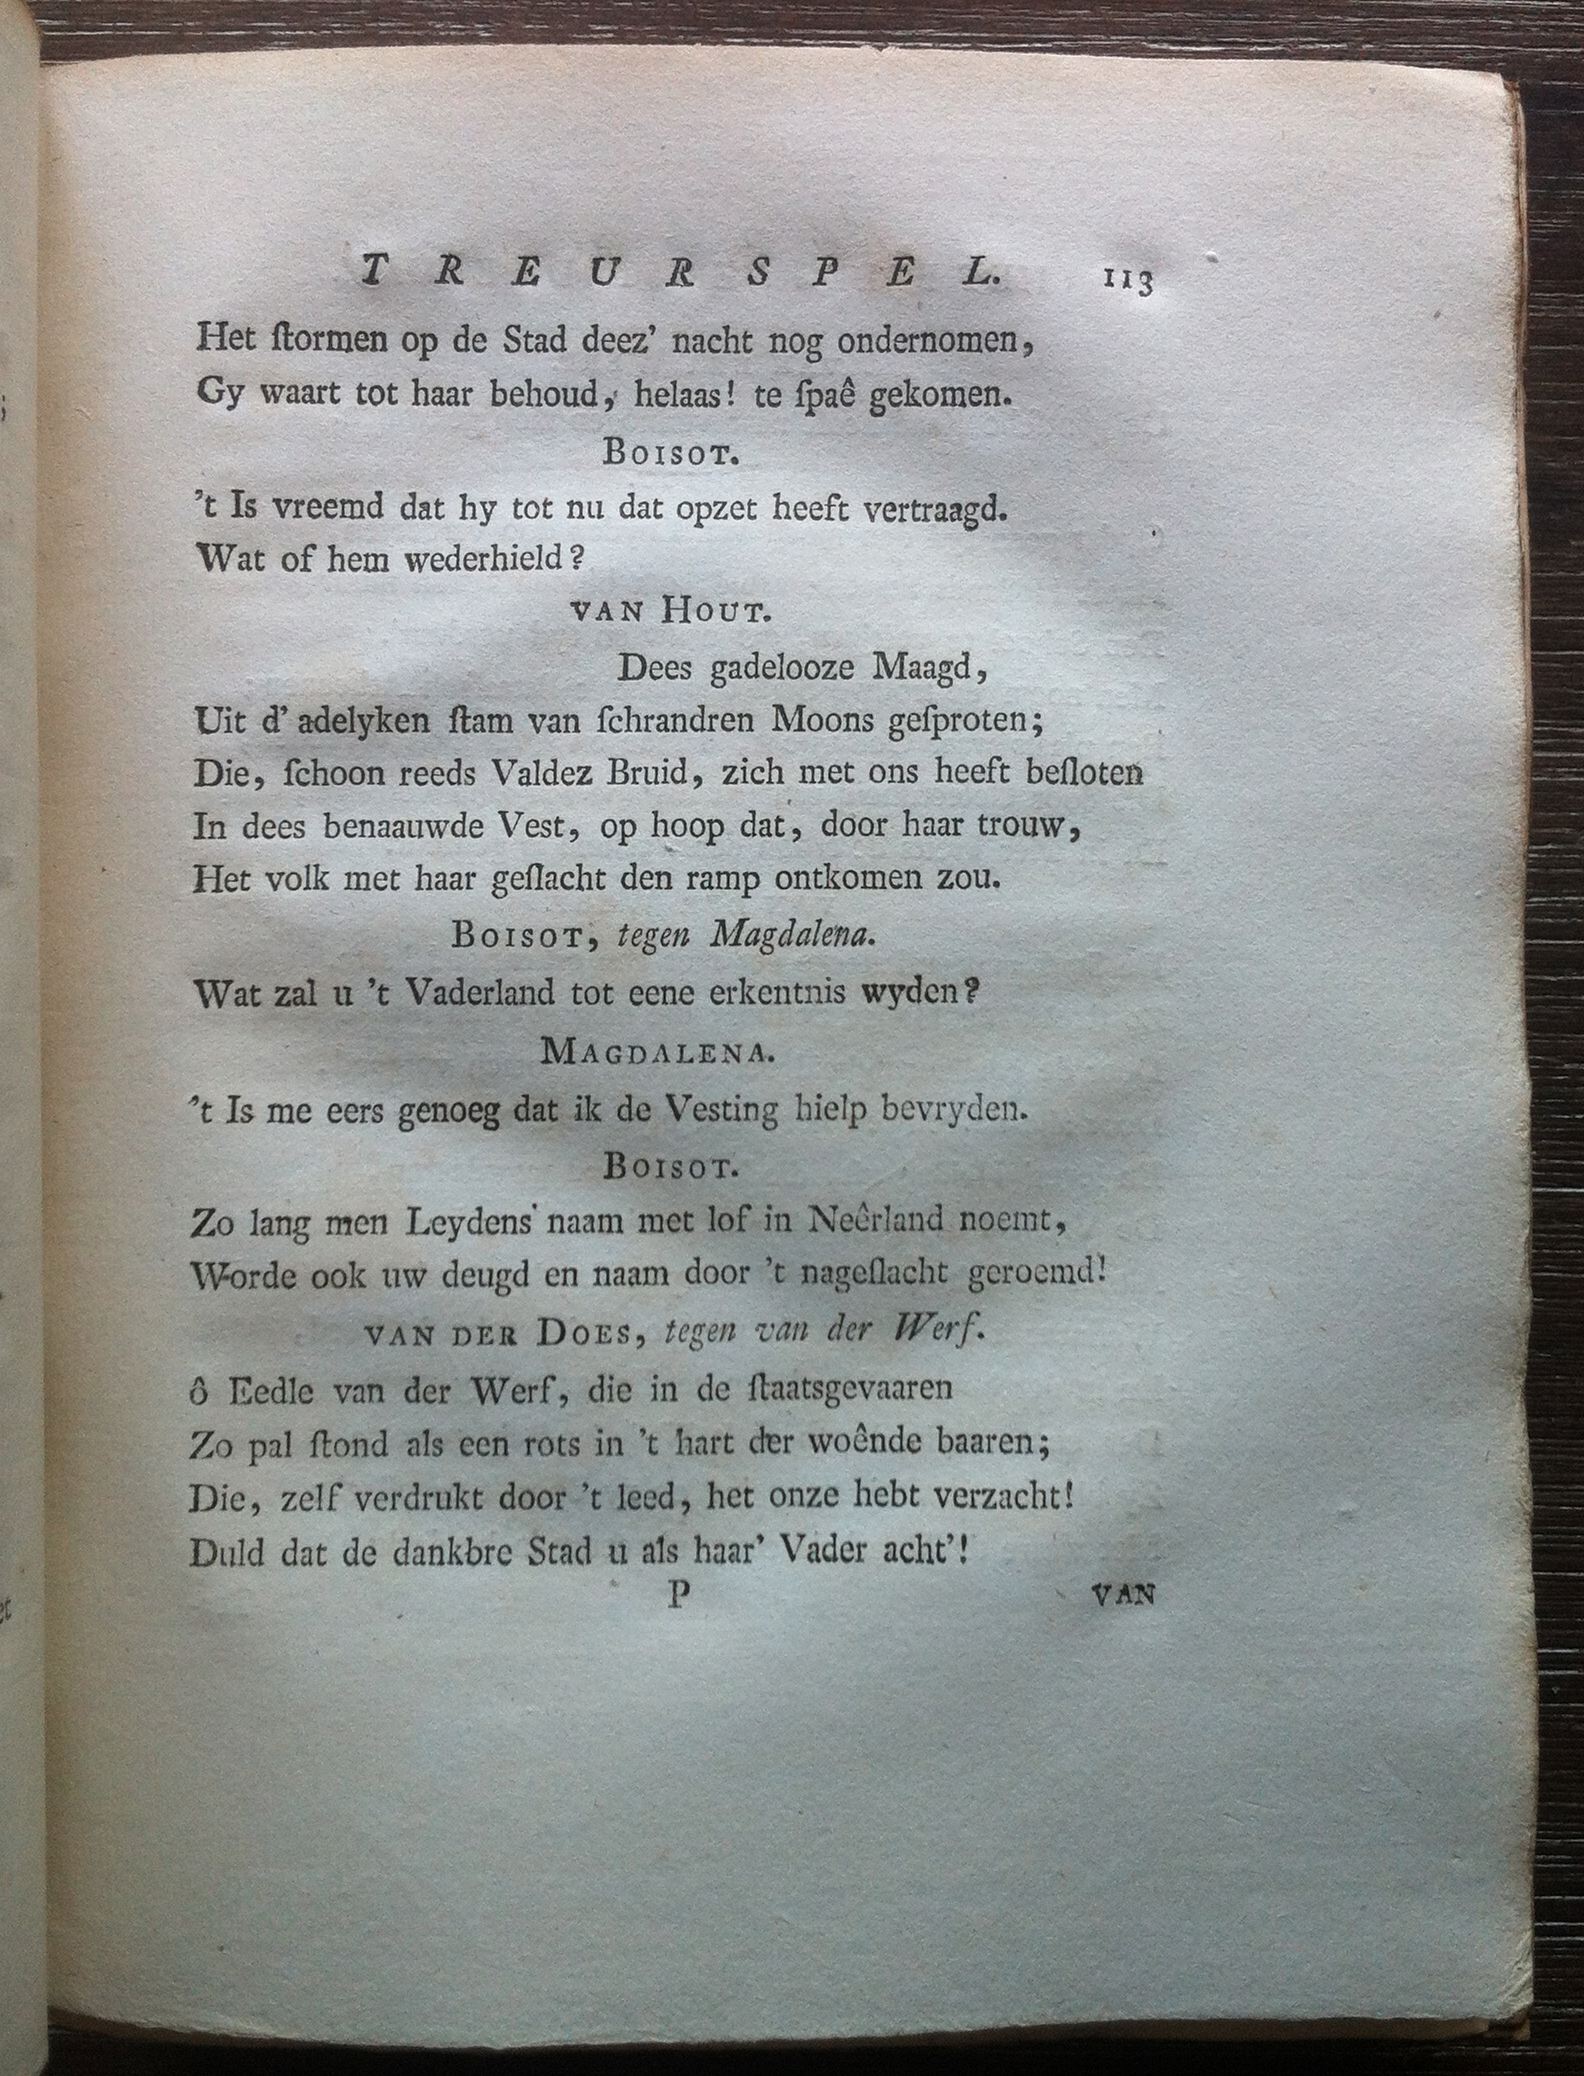 TREURSPEL. 113
Het ſtormen op de Stad deez' nacht nog ondernomen,
Gy waart tot haar behoud, helaas! te ſpaê gekomen.
BOISOT.
't Is vreemd dat hy tot nu dat opzet heeft vertraagd.
Wat of hem wederhield?
VAN HOUT.
Dees gadelooze Maagd,
Uit d' adelyken ſtam van ſchrandren Moons geſproten;
Die, ſchoon reeds Valdez Bruid, zich met ons heeft beſloten
In dees benaauwde Vest, op hoop dat, door haar trouw,
Het volk met haar geſlacht den ramp ontkomen zou.
BOISOT, tegen Magdalena.
Wat zal u 't Vaderland tot eene erkentnis wyden?
MAGDALENA.
't Is me eers genoeg dat ik de Vesting hielp bevryden.
BOISOT.
Zo lang men Leydens naam met lof in Neêrland noemt,
Worde ook uw deugd en naam door 't nageſlacht geroemd!
VAN DER DOES, tegen van der Werf.
ô Eedle van der Werf, die in de ſtaatsgevaaren
Zo pal ſtond als een rots in 't hart der woênde baaren;
Die, zelf verdrukt door 't leed, het onze hebt verzacht!
Duld dat de dankbre Stad u als haar' Vader acht'!
P VAN